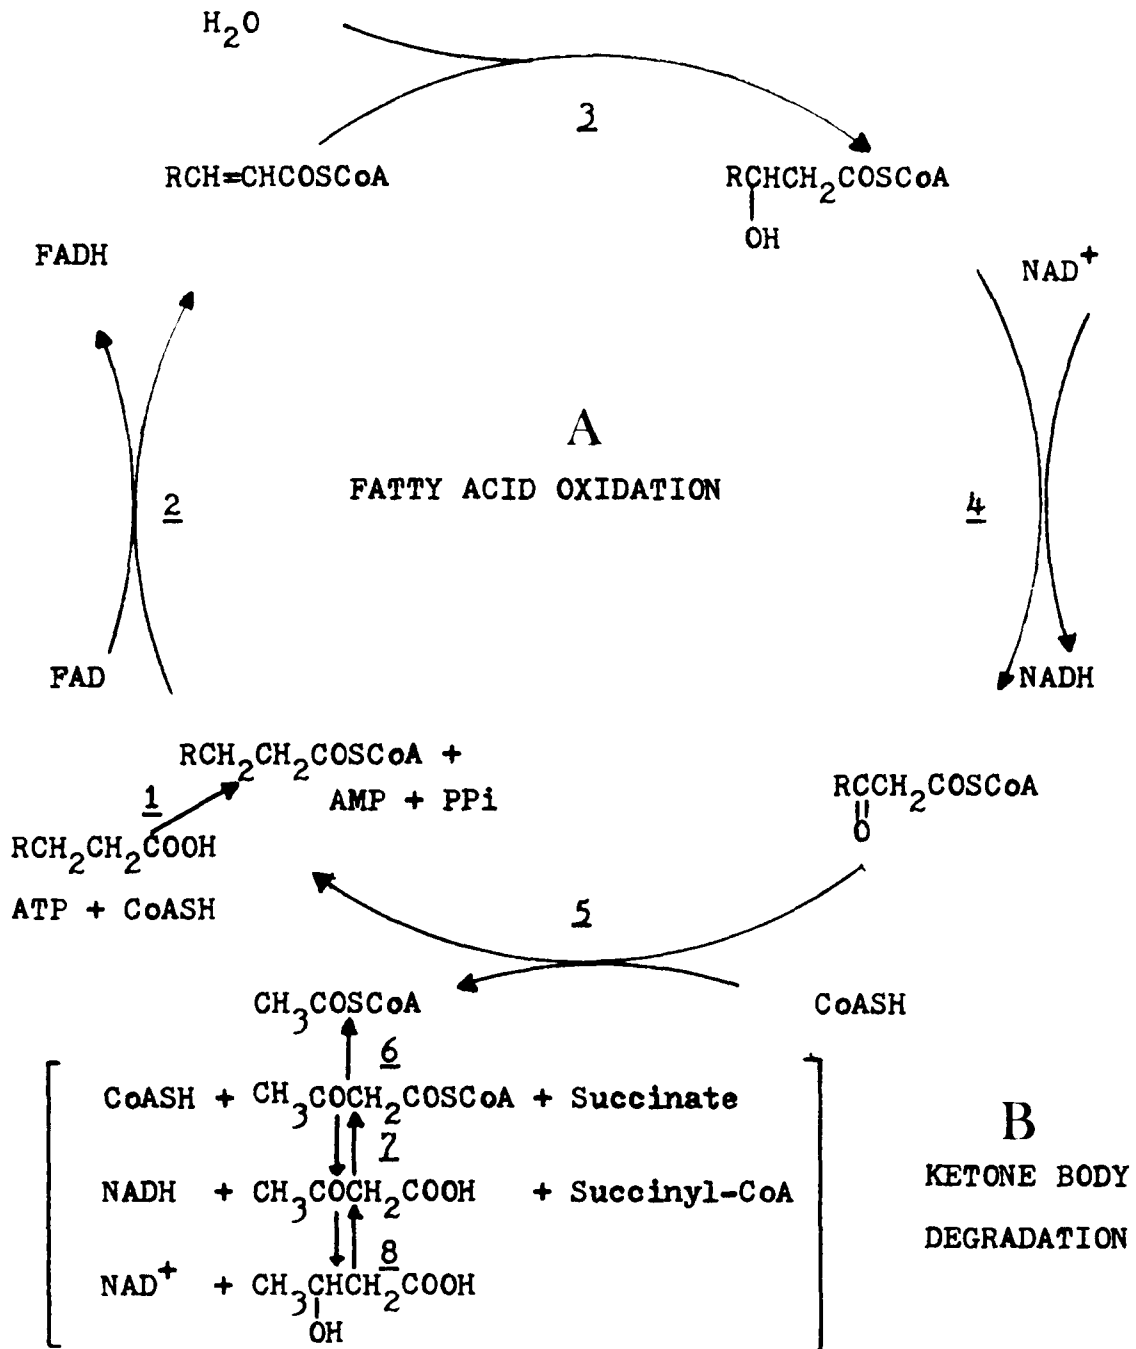 H₂O
3
RCH=CHCOSCoA
RCHCH₂COSCoA
OH
FADH
NAD⁺
A
FATTY ACID OXIDATION
2
4
FAD
NADH
RCH₂CH₂COSCoA +
AMP + PPi
1
RCH₂CH₂COOH
ATP + CoASH
RCCH₂COSCoA
O
5
CH₃COSCoA
CoASH
6
CoASH + CH₃COCH₂COSCoA + Succinate
7
NADH + CH₃COCH₂COOH + Succinyl-CoA
8
NAD⁺ + CH₃CHCH₂COOH
OH
B
KETONE BODY
DEGRADATION